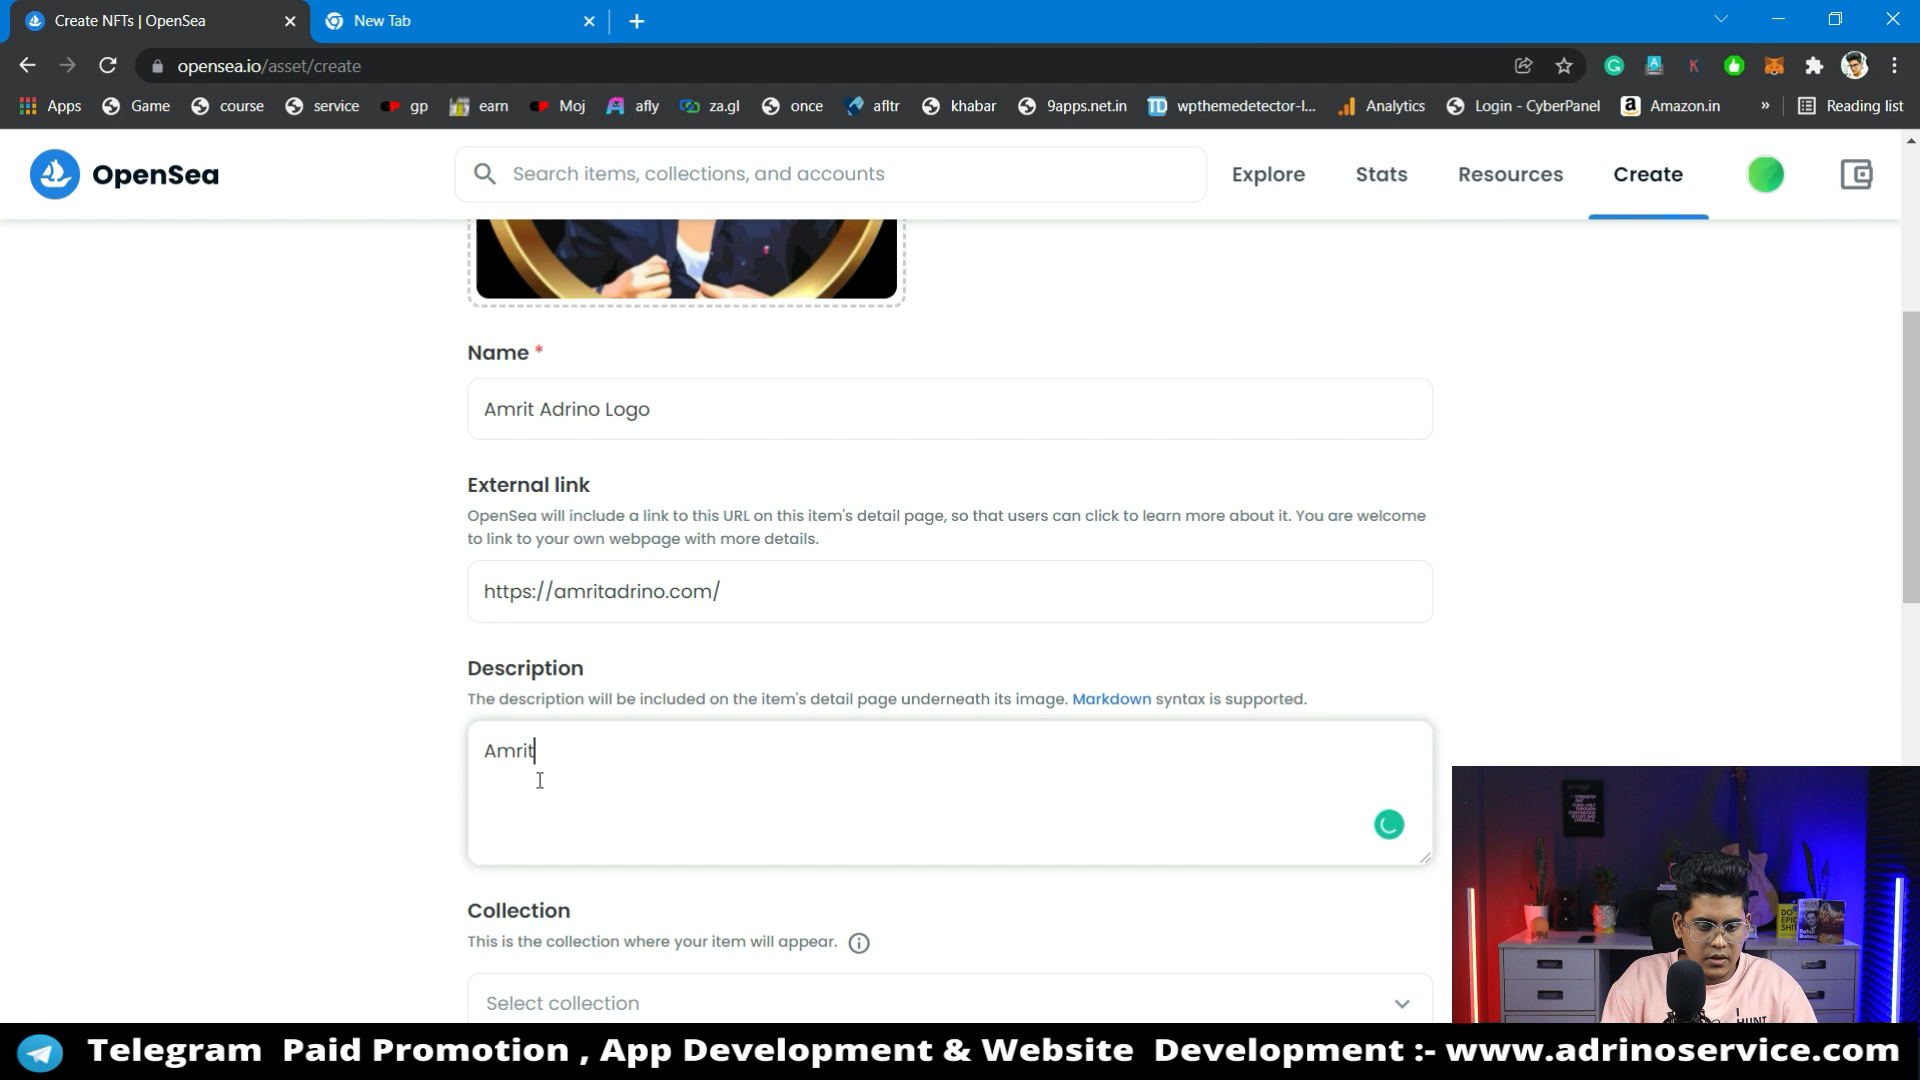 Create NFTs | OpenSea
New Tab
opensea.io/asset/create
Apps Game course service gp earn Moj afly za.gl once afltr khabar 9apps.net.in wpthemedetector-l... Analytics Login - CyberPanel Amazon.in » Reading list
OpenSea
Search items, collections, and accounts
Explore Stats Resources Create
Name *
Amrit Adrino Logo
External link
OpenSea will include a link to this URL on this item's detail page, so that users can click to learn more about it. You are welcome
to link to your own webpage with more details.
https://amritadrino.com/
Description
The description will be included on the item's detail page underneath its image. Markdown syntax is supported.
Amrit
Collection
This is the collection where your item will appear.
Select collection
DO
EPIC
SHIT
Telegram Paid Promotion , App Development & Website Development :- www.adrinoservice.com